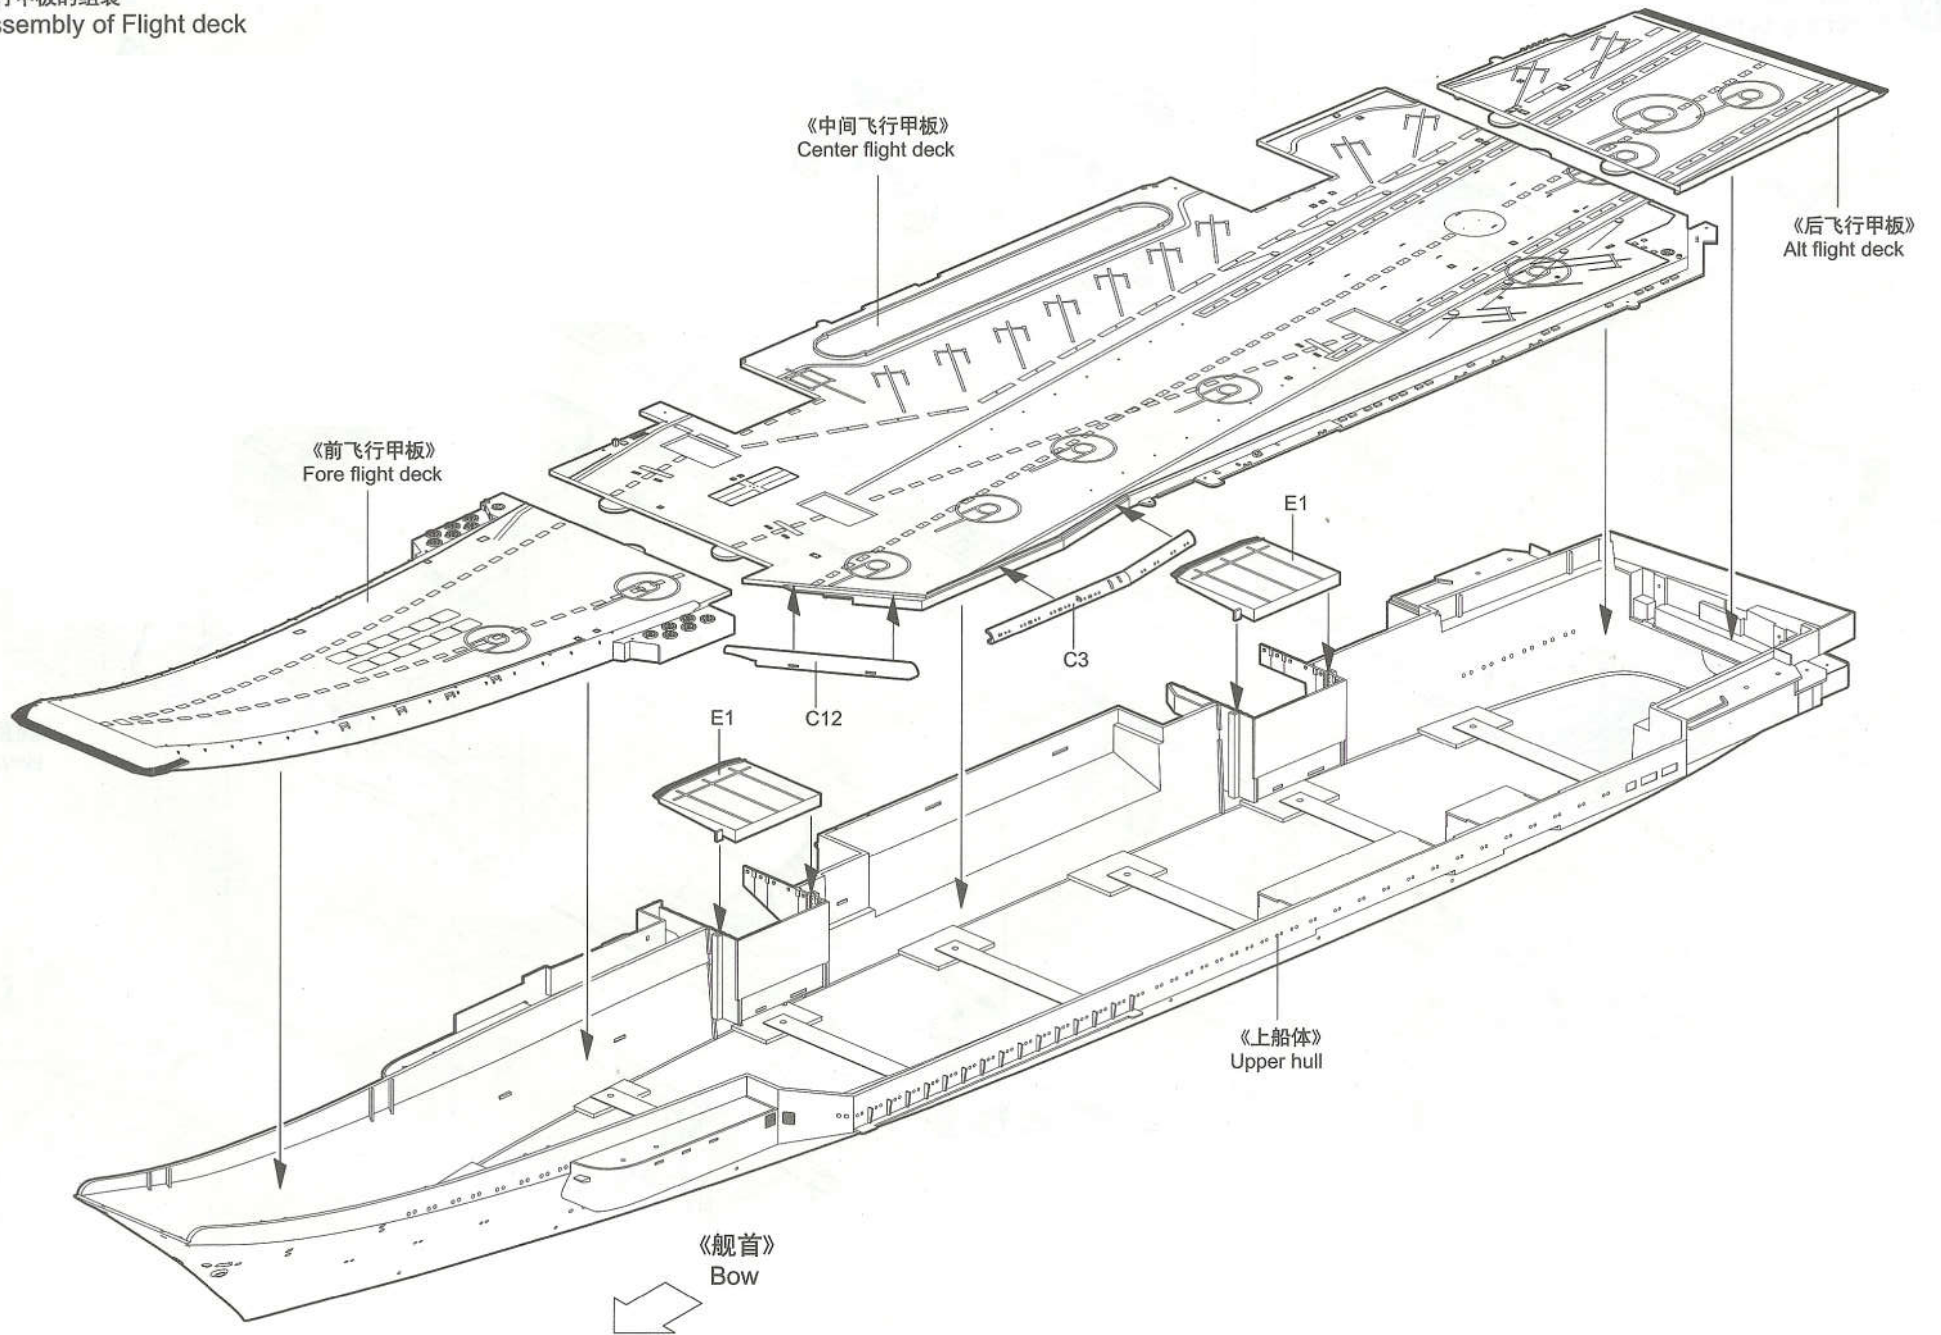 ssembly of Flight deck
《中间飞行甲板》
Center flight deck
《后飞行甲板》
Alt flight deck
《前飞行甲板》
Fore flight deck
E1
C3
E1
C12
《上船体》
Upper hull
《舰首》
Bow